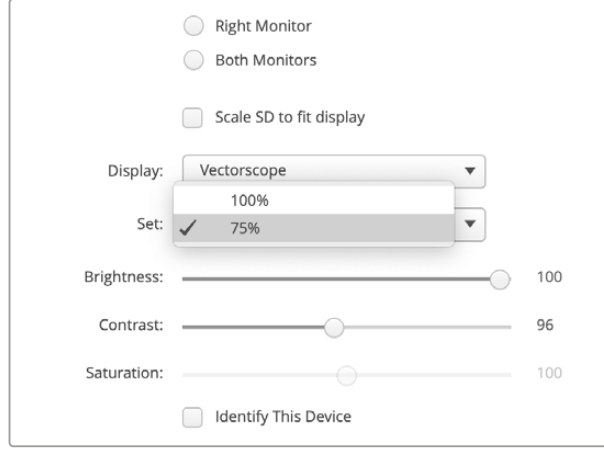 Right Monitor
Both Monitors
Scale SD to fit display
Display: Vectorscope
100%
Set: 75%
Brightness: 100
Contrast: 96
Saturation: 100
Identify This Device